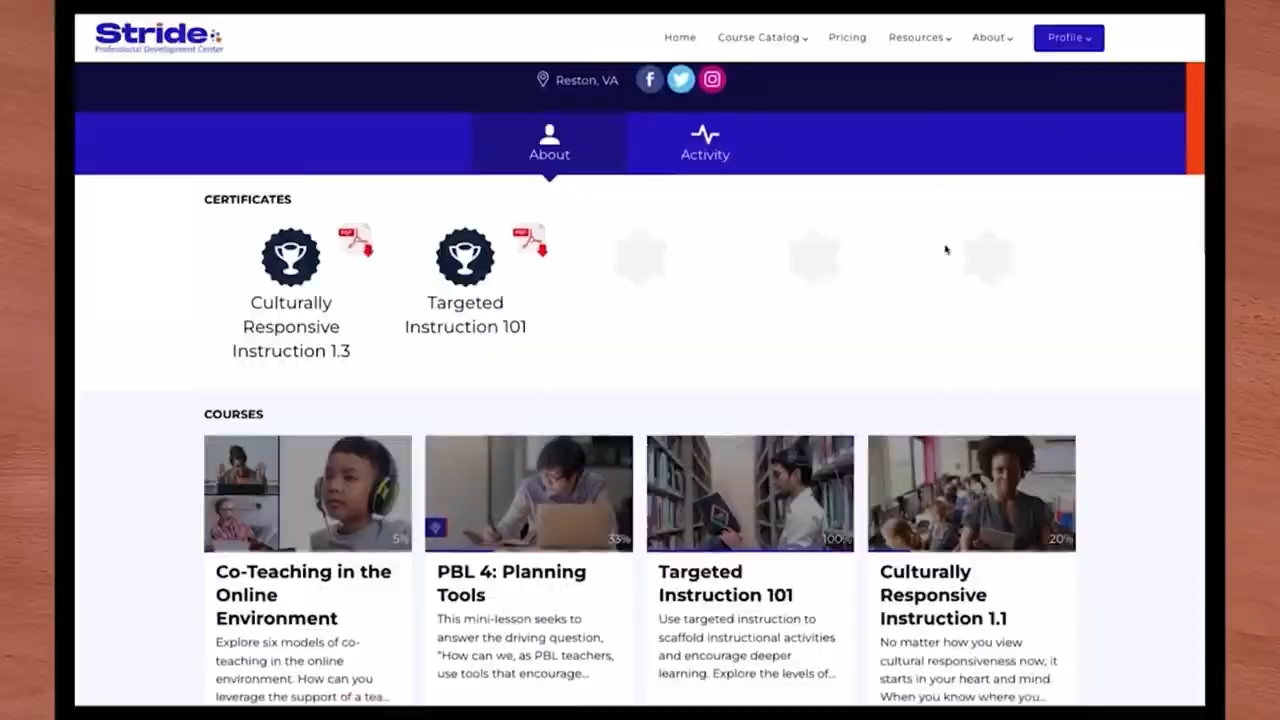 Stride
Professional Development Center
Home Course Catalog Pricing Resources About Profile
Reston, VA
About Activity
CERTIFICATES
PDF PDF
Culturally
Responsive
Instruction 1.3
Targeted
Instruction 101
COURSES
5% 33% 100% 20%
Co-Teaching in the
Online
Environment
Explore six models of co-
teaching in the online
environment. How can you
leverage the support of a tea...
PBL 4: Planning
Tools
This mini-lesson seeks to
answer the driving question,
"How can we, as PBL teachers,
use tools that encourage...
Targeted
Instruction 101
Use targeted instruction to
scaffold instructional activities
and encourage deeper
learning. Explore the levels of...
Culturally
Responsive
Instruction 1.1
No matter how you view
cultural responsiveness now, it
starts in your heart and mind.
When you know where you...